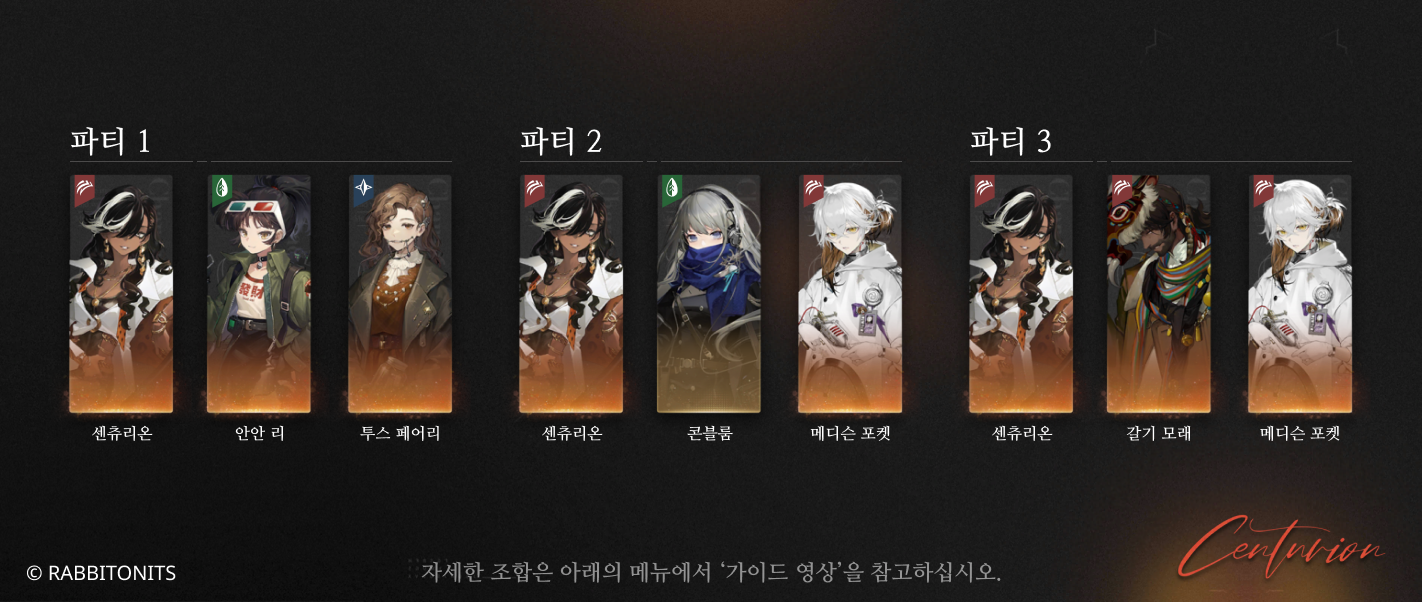 파티 1
센츄리온
안안 리
투스 페어리
파티 2
센츄리온
콘블룸
메디슨 포켓
파티 3
센츄리온
갈기 모래
메디슨 포켓
發財
Centurion
© RABBITONITS
자세한 조합은 아래의 메뉴에서 ‘가이드 영상’을 참고하십시오.